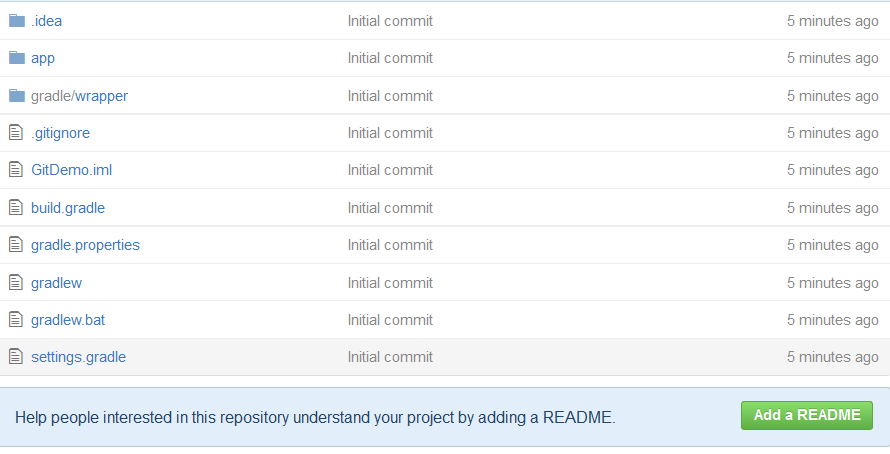 .idea Initial commit 5 minutes ago
app Initial commit 5 minutes ago
gradle/wrapper Initial commit 5 minutes ago
.gitignore Initial commit 5 minutes ago
GitDemo.iml Initial commit 5 minutes ago
build.gradle Initial commit 5 minutes ago
gradle.properties Initial commit 5 minutes ago
gradlew Initial commit 5 minutes ago
gradlew.bat Initial commit 5 minutes ago
settings.gradle Initial commit 5 minutes ago
Help people interested in this repository understand your project by adding a README. Add a README